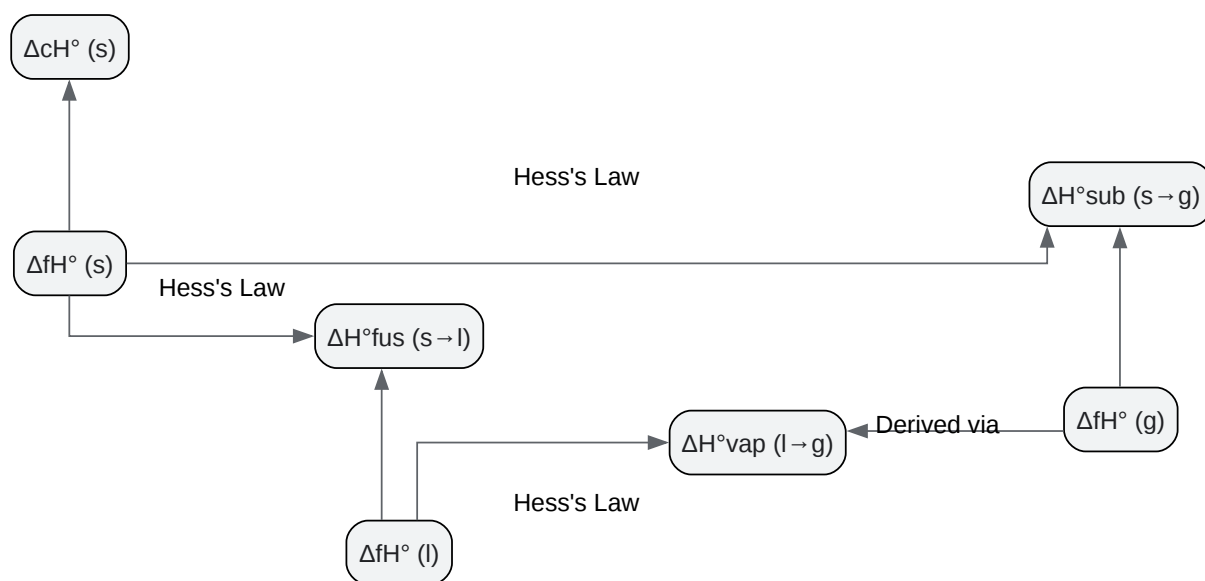 ΔcH° (s)
Hess's Law
ΔH°sub (s→g)
ΔfH° (s)
Hess's Law
ΔH°fus (s→l)
ΔfH° (g)
Derived via
ΔH°vap (l→g)
Hess's Law
ΔfH° (l)